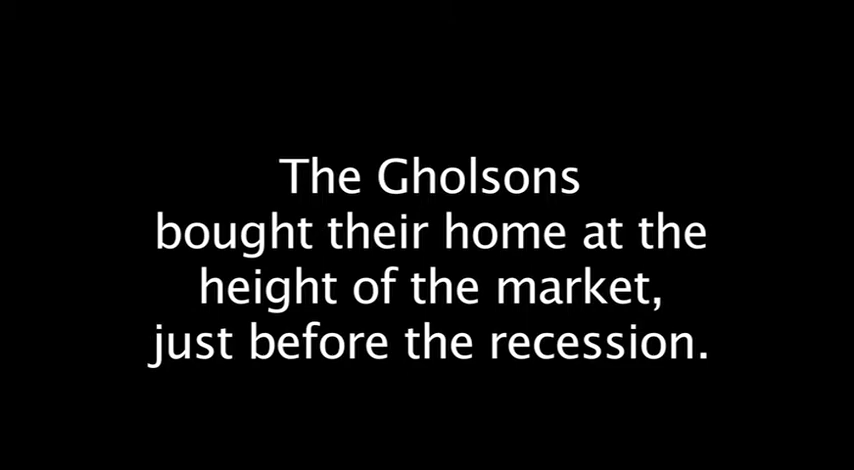 The Gholsons
bought their home at the
height of the market,
just before the recession.